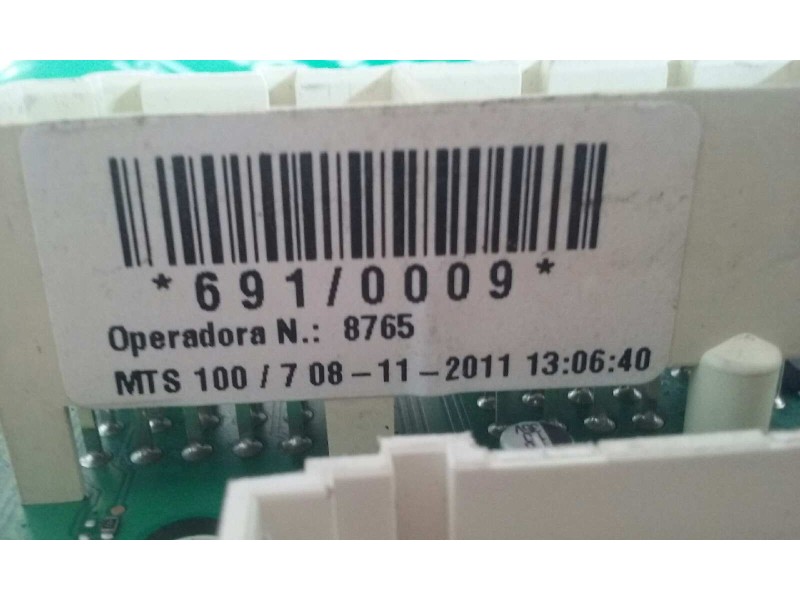 *691/0009*
Operadora N.: 8765
MTS 100 / 7 08-11-2011 13:06:40